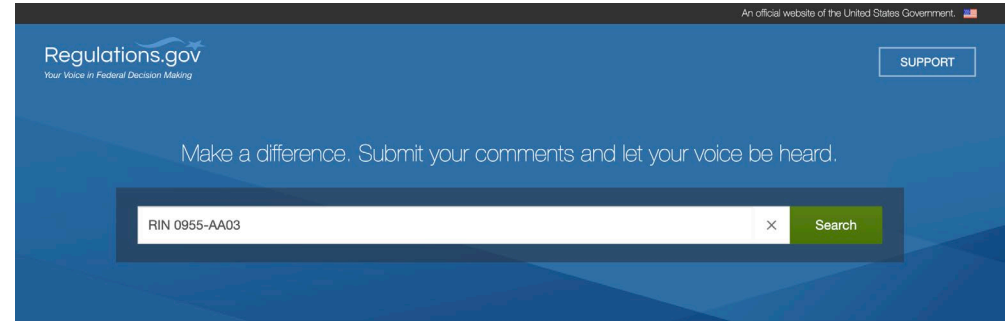 An official website of the United States Government.
Regulations.gov
Your Voice in Federal Decision Making
SUPPORT
Make a difference. Submit your comments and let your voice be heard.
RIN 0955-AA03 × Search